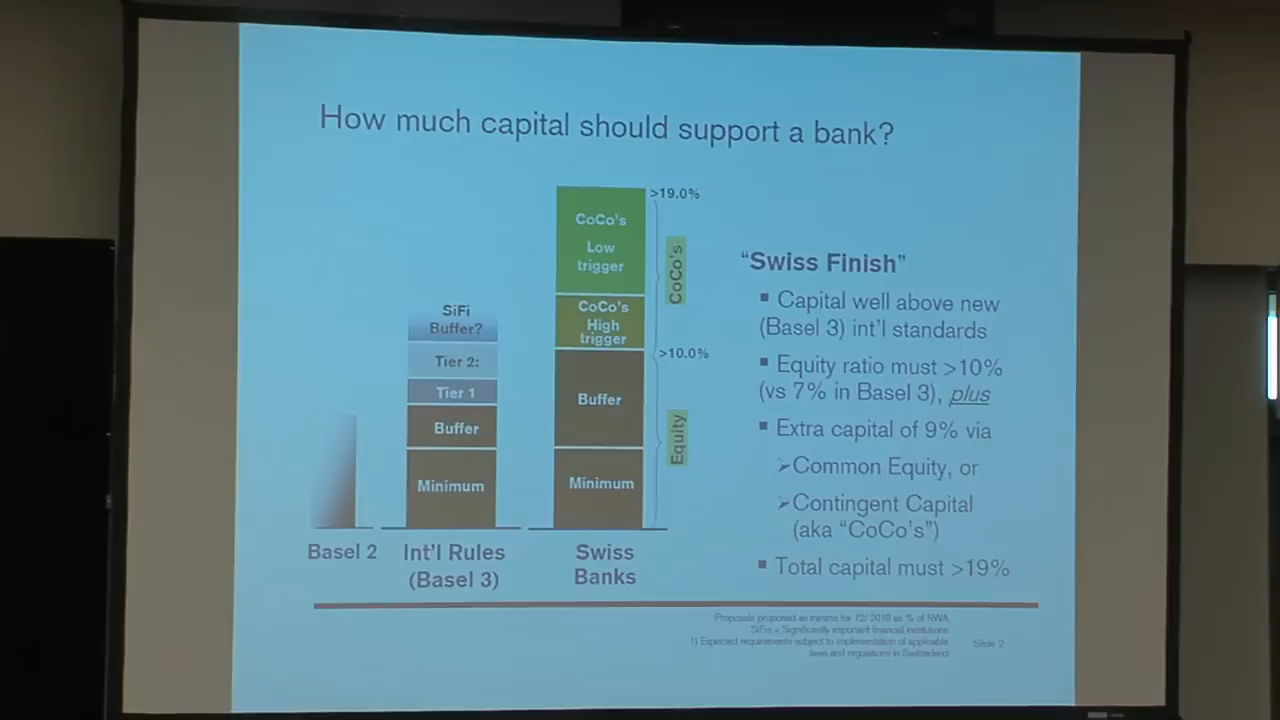 How much capital should support a bank?
>19.0%
CoCo's
Low
trigger
CoCo's
CoCo's
High
trigger
>10.0%
Buffer
Equity
Minimum
SiFi
Buffer?
Tier 2:
Tier 1
Buffer
Minimum
Basel 2
Int'l Rules
(Basel 3)
Swiss
Banks
"Swiss Finish"
Capital well above new
(Basel 3) int'l standards
Equity ratio must >10%
(vs 7% in Basel 3), plus
Extra capital of 9% via
Common Equity, or
Contingent Capital
(aka "CoCo's")
Total capital must >19%
Proposals proposed as minima for 12/ 2018 as % of RWA
SiFis = Significantly important financial institutions
1) Expected requirements subject to implementation of applicable
laws and regulations in Switzerland
Slide 2